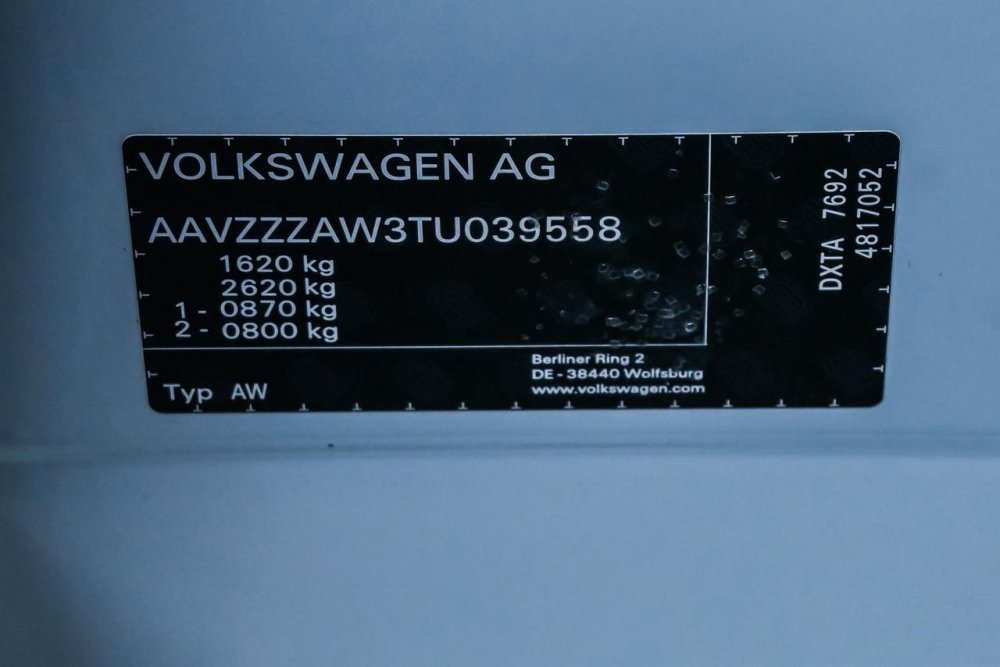 VOLKSWAGEN AG
AAVZZZAW3TU039558
1620 kg
2620 kg
1 - 0870 kg
2 - 0800 kg
Typ AW
Berliner Ring 2
DE - 38440 Wolfsburg
www.volkswagen.com
DXTA 7692
4817052